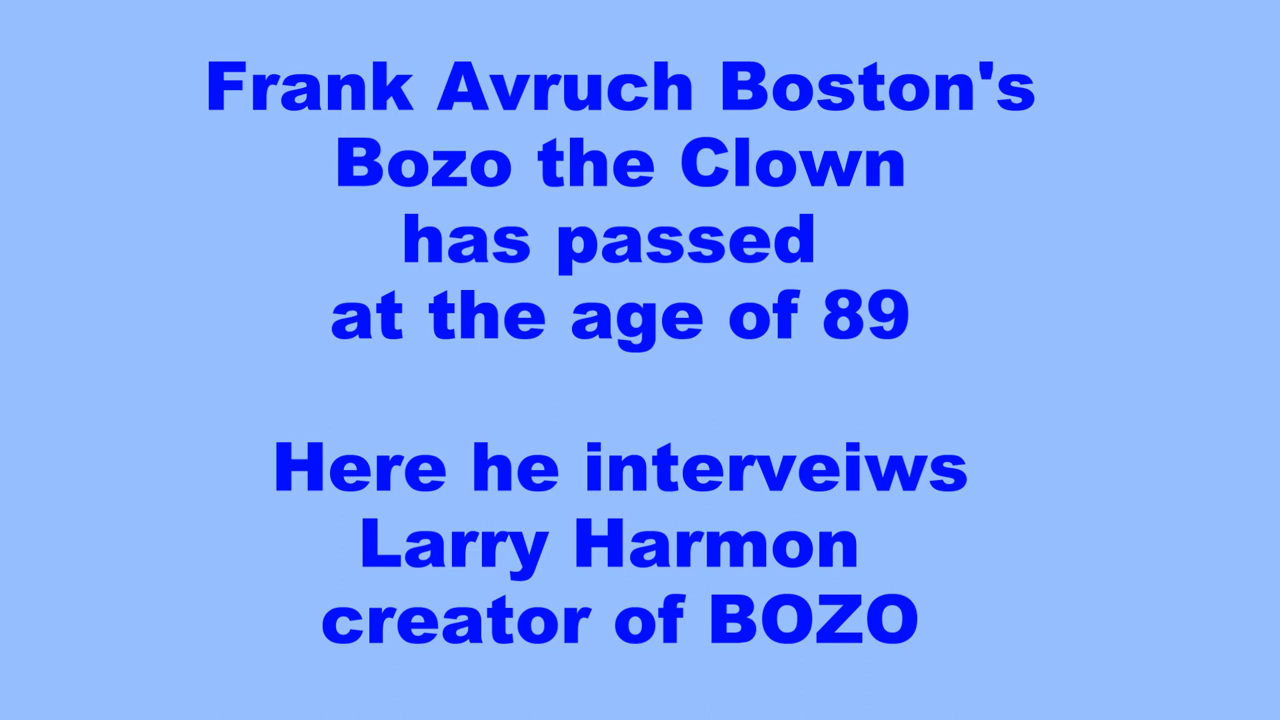 Frank Avruch Boston's
Bozo the Clown
has passed
at the age of 89
Here he interveiws
Larry Harmon
creator of BOZO